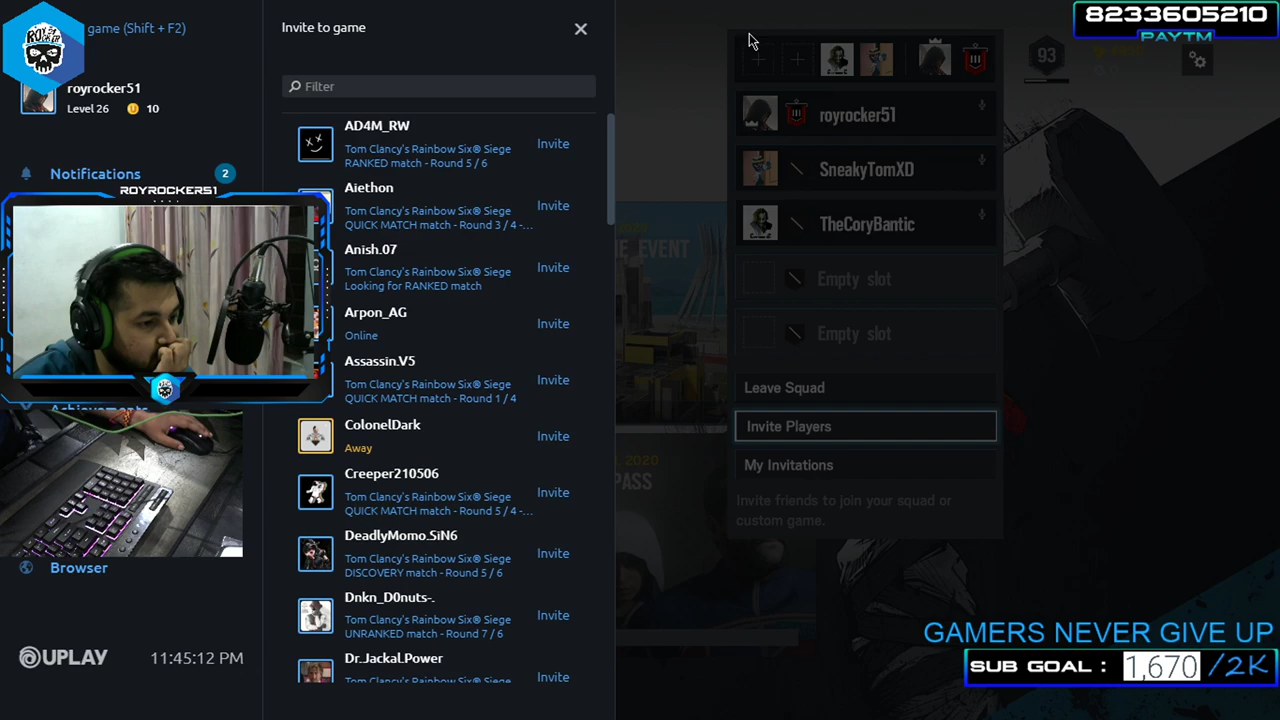 game (Shift + F2)
royrocker51
Level 26
10
Notifications
2
ROYROCKER51
Browser
UPLAY
11:45:12 PM
Invite to game
Filter
AD4M_RW
Tom Clancy's Rainbow Six® Siege
RANKED match - Round 5 / 6
Invite
Aiethon
Tom Clancy's Rainbow Six® Siege
QUICK MATCH match - Round 3 / 4 -...
Invite
Anish.07
Tom Clancy's Rainbow Six® Siege
Looking for RANKED match
Invite
Arpon_AG
Online
Invite
Assassin.V5
Tom Clancy's Rainbow Six® Siege
QUICK MATCH match - Round 1 / 4
Invite
ColonelDark
Away
Invite
Creeper210506
Tom Clancy's Rainbow Six® Siege
QUICK MATCH match - Round 5 / 4 -...
Invite
DeadlyMomo.SiN6
Tom Clancy's Rainbow Six® Siege
DISCOVERY match - Round 5 / 6
Invite
Dnkn_D0nuts-.
Tom Clancy's Rainbow Six® Siege
UNRANKED match - Round 7 / 6
Invite
Dr.Jackal.Power
Invite
8233605210
PAYTM
93
royrocker51
SneakyTomXD
TheCoryBantic
Empty slot
Empty slot
Leave Squad
Invite Players
My Invitations
Invite friends to join your squad or
custom game.
2020
EVENT
2020
PASS
GAMERS NEVER GIVE UP
SUB GOAL : 1,670 /2K